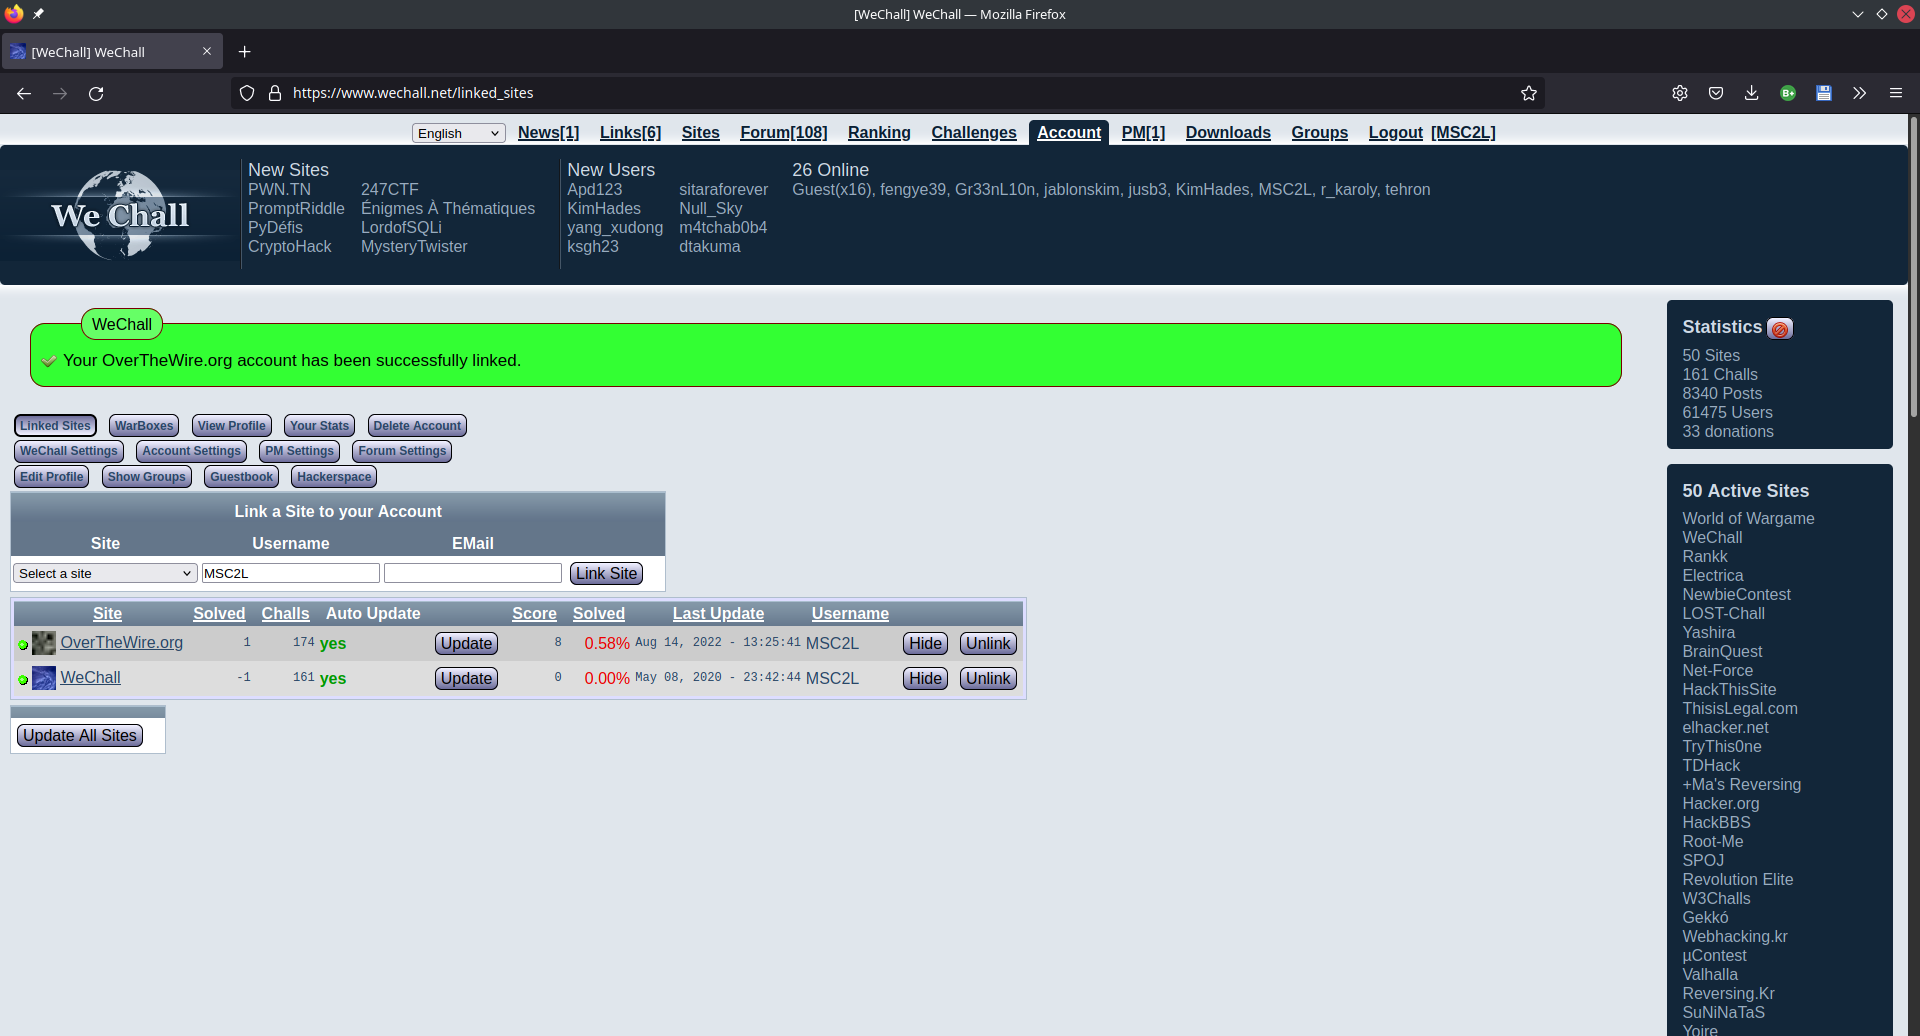 [WeChall] WeChall — Mozilla Firefox
[WeChall] WeChall
https://www.wechall.net/linked_sites
B+
English News[1] Links[6] Sites Forum[108] Ranking Challenges Account PM[1] Downloads Groups Logout [MSC2L]
We Chall
New Sites
PWN.TN 247CTF
PromptRiddle Énigmes À Thématiques
PyDéfis LordofSQLi
CryptoHack MysteryTwister
New Users
Apd123 sitaraforever
KimHades Null_Sky
yang_xudong m4tchab0b4
ksgh23 dtakuma
26 Online
Guest(x16), fengye39, Gr33nL10n, jablonskim, jusb3, KimHades, MSC2L, r_karoly, tehron
WeChall
Your OverTheWire.org account has been successfully linked.
Linked Sites WarBoxes View Profile Your Stats Delete Account
WeChall Settings Account Settings PM Settings Forum Settings
Edit Profile Show Groups Guestbook Hackerspace
Link a Site to your Account
Site Username EMail
Select a site MSC2L Link Site
Site Solved Challs Auto Update Score Solved Last Update Username
OverTheWire.org 1 174 yes Update 8 0.58% Aug 14, 2022 - 13:25:41 MSC2L Hide Unlink
WeChall -1 161 yes Update 0 0.00% May 08, 2020 - 23:42:44 MSC2L Hide Unlink
Update All Sites
Statistics
50 Sites
161 Challs
8340 Posts
61475 Users
33 donations
50 Active Sites
World of Wargame
WeChall
Rankk
Electrica
NewbieContest
LOST-Chall
Yashira
BrainQuest
Net-Force
HackThisSite
ThisisLegal.com
elhacker.net
TryThis0ne
TDHack
+Ma's Reversing
Hacker.org
HackBBS
Root-Me
SPOJ
Revolution Elite
W3Challs
Gekkó
Webhacking.kr
µContest
Valhalla
Reversing.Kr
SuNiNaTaS
Yoire